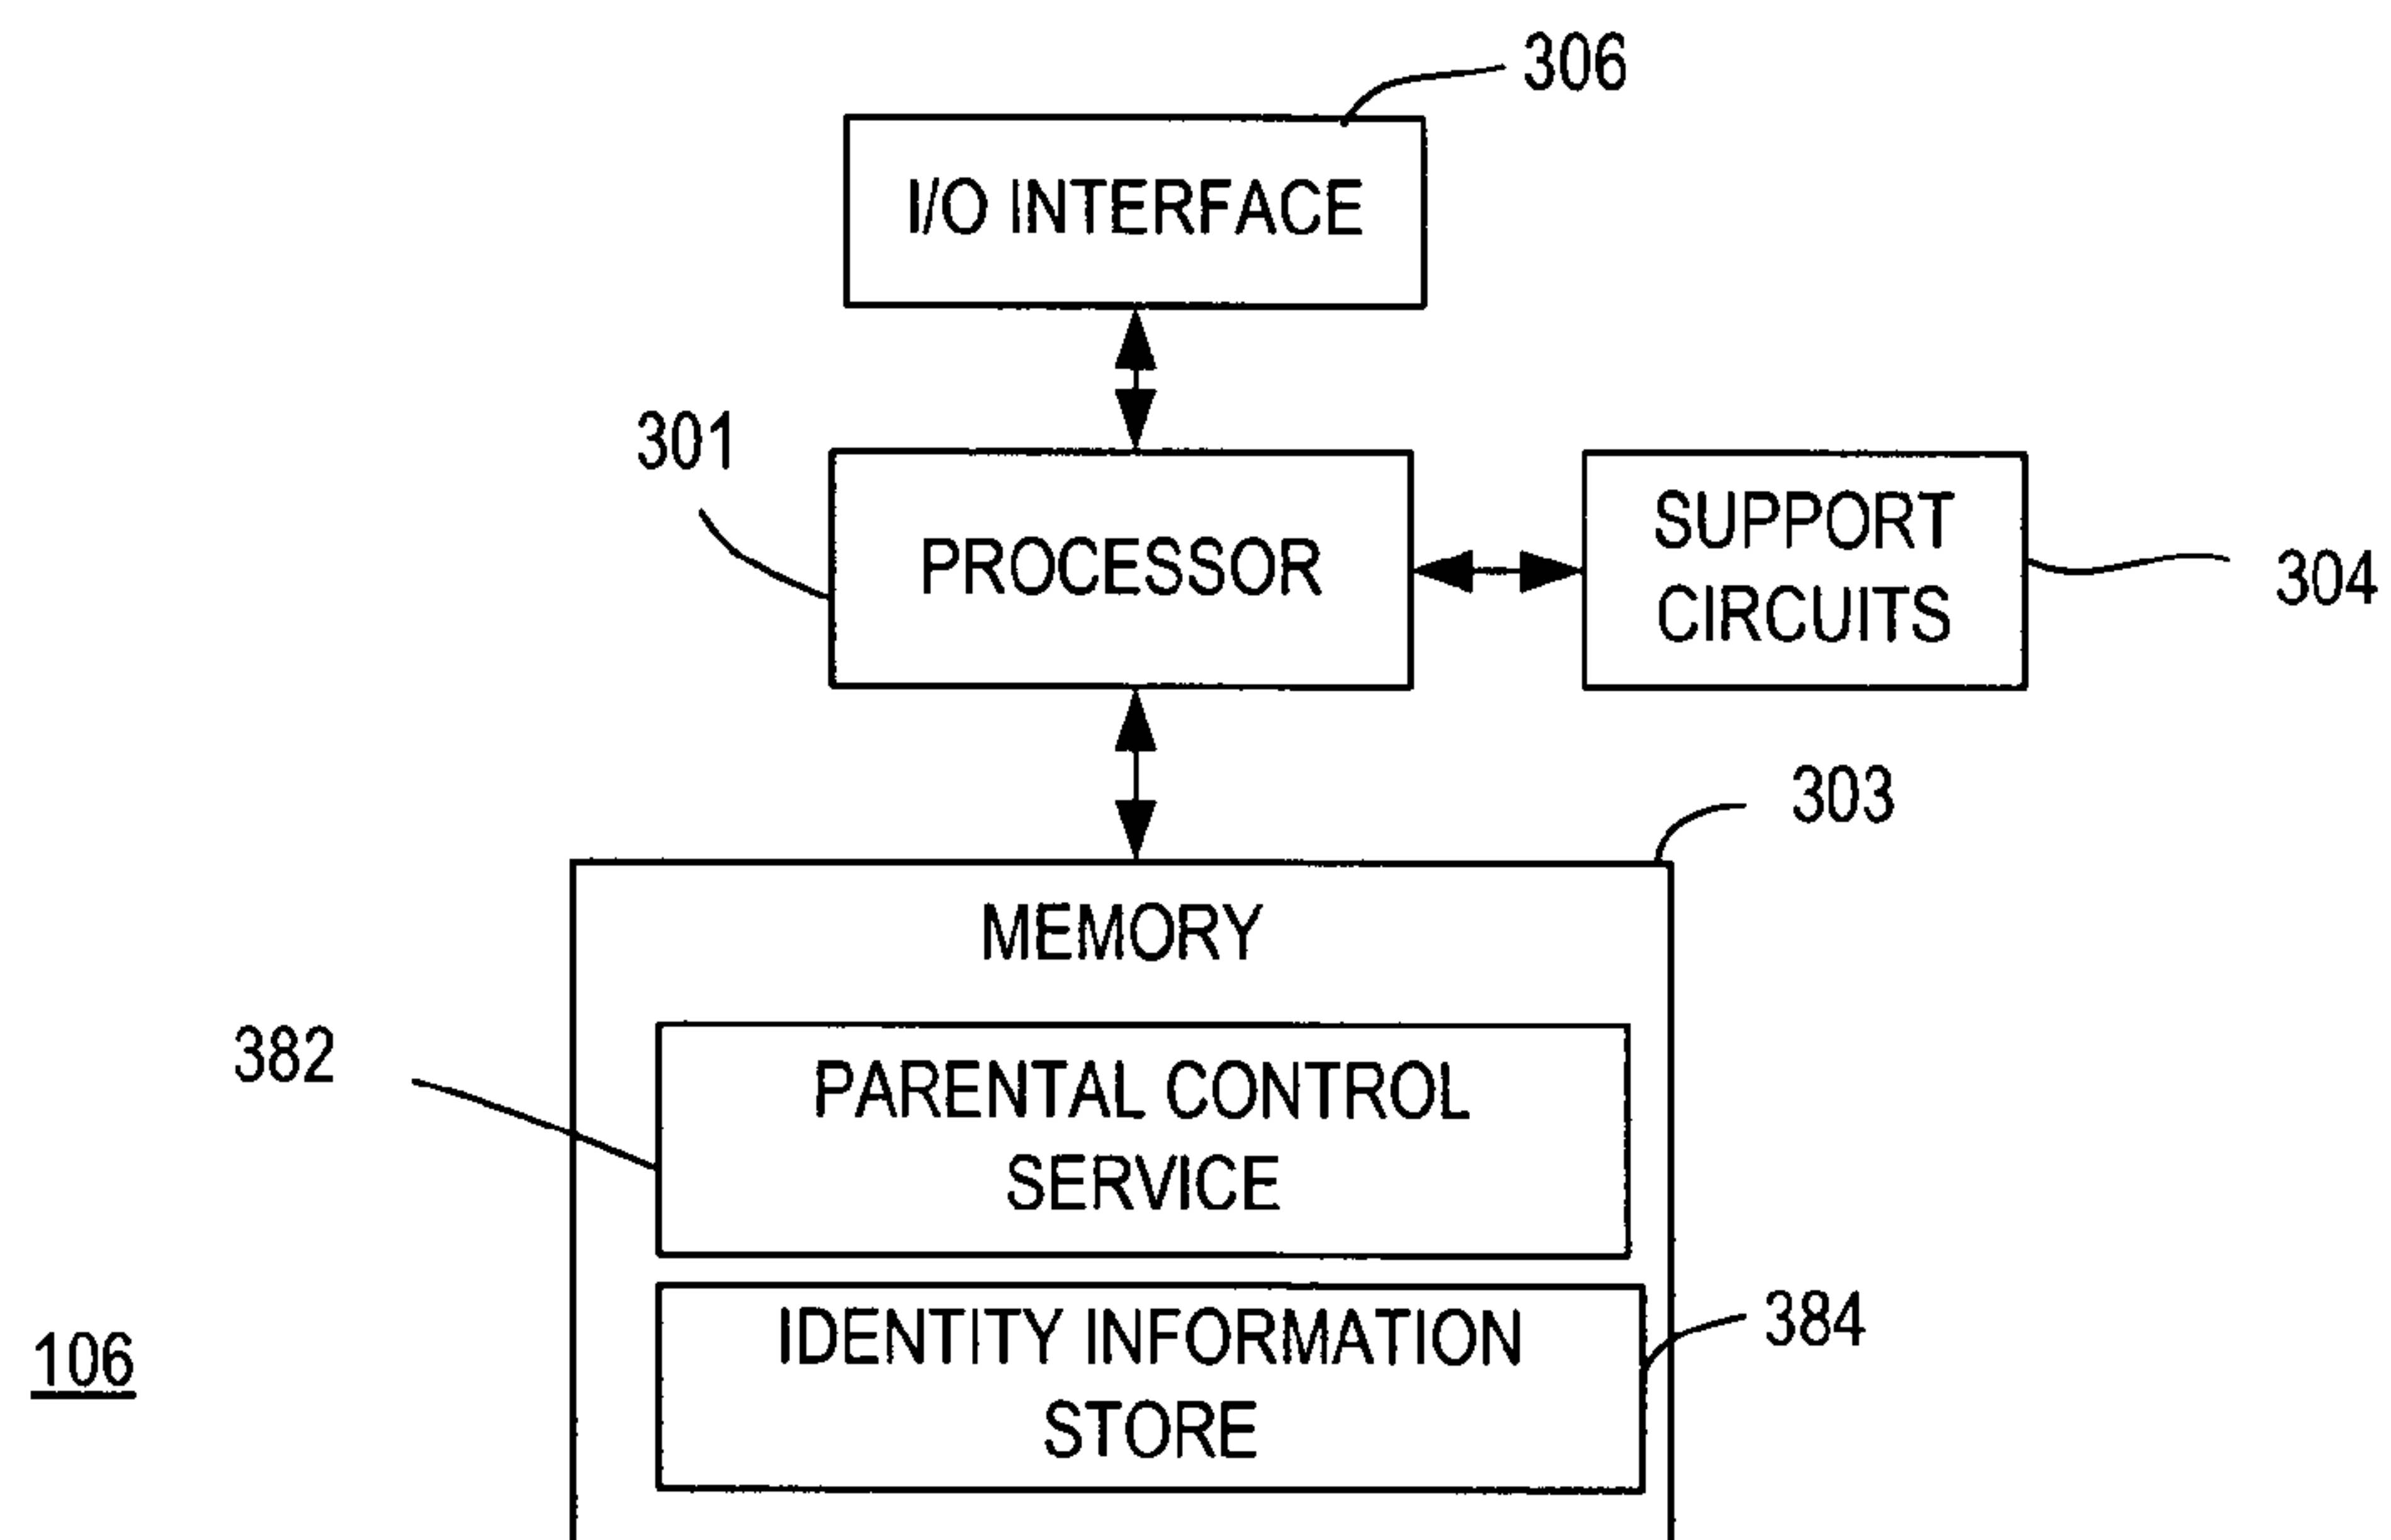 306
I/O INTERFACE
301
PROCESSOR
SUPPORT
CIRCUITS
304
303
MEMORY
382
PARENTAL CONTROL
SERVICE
384
IDENTITY INFORMATION
STORE
106